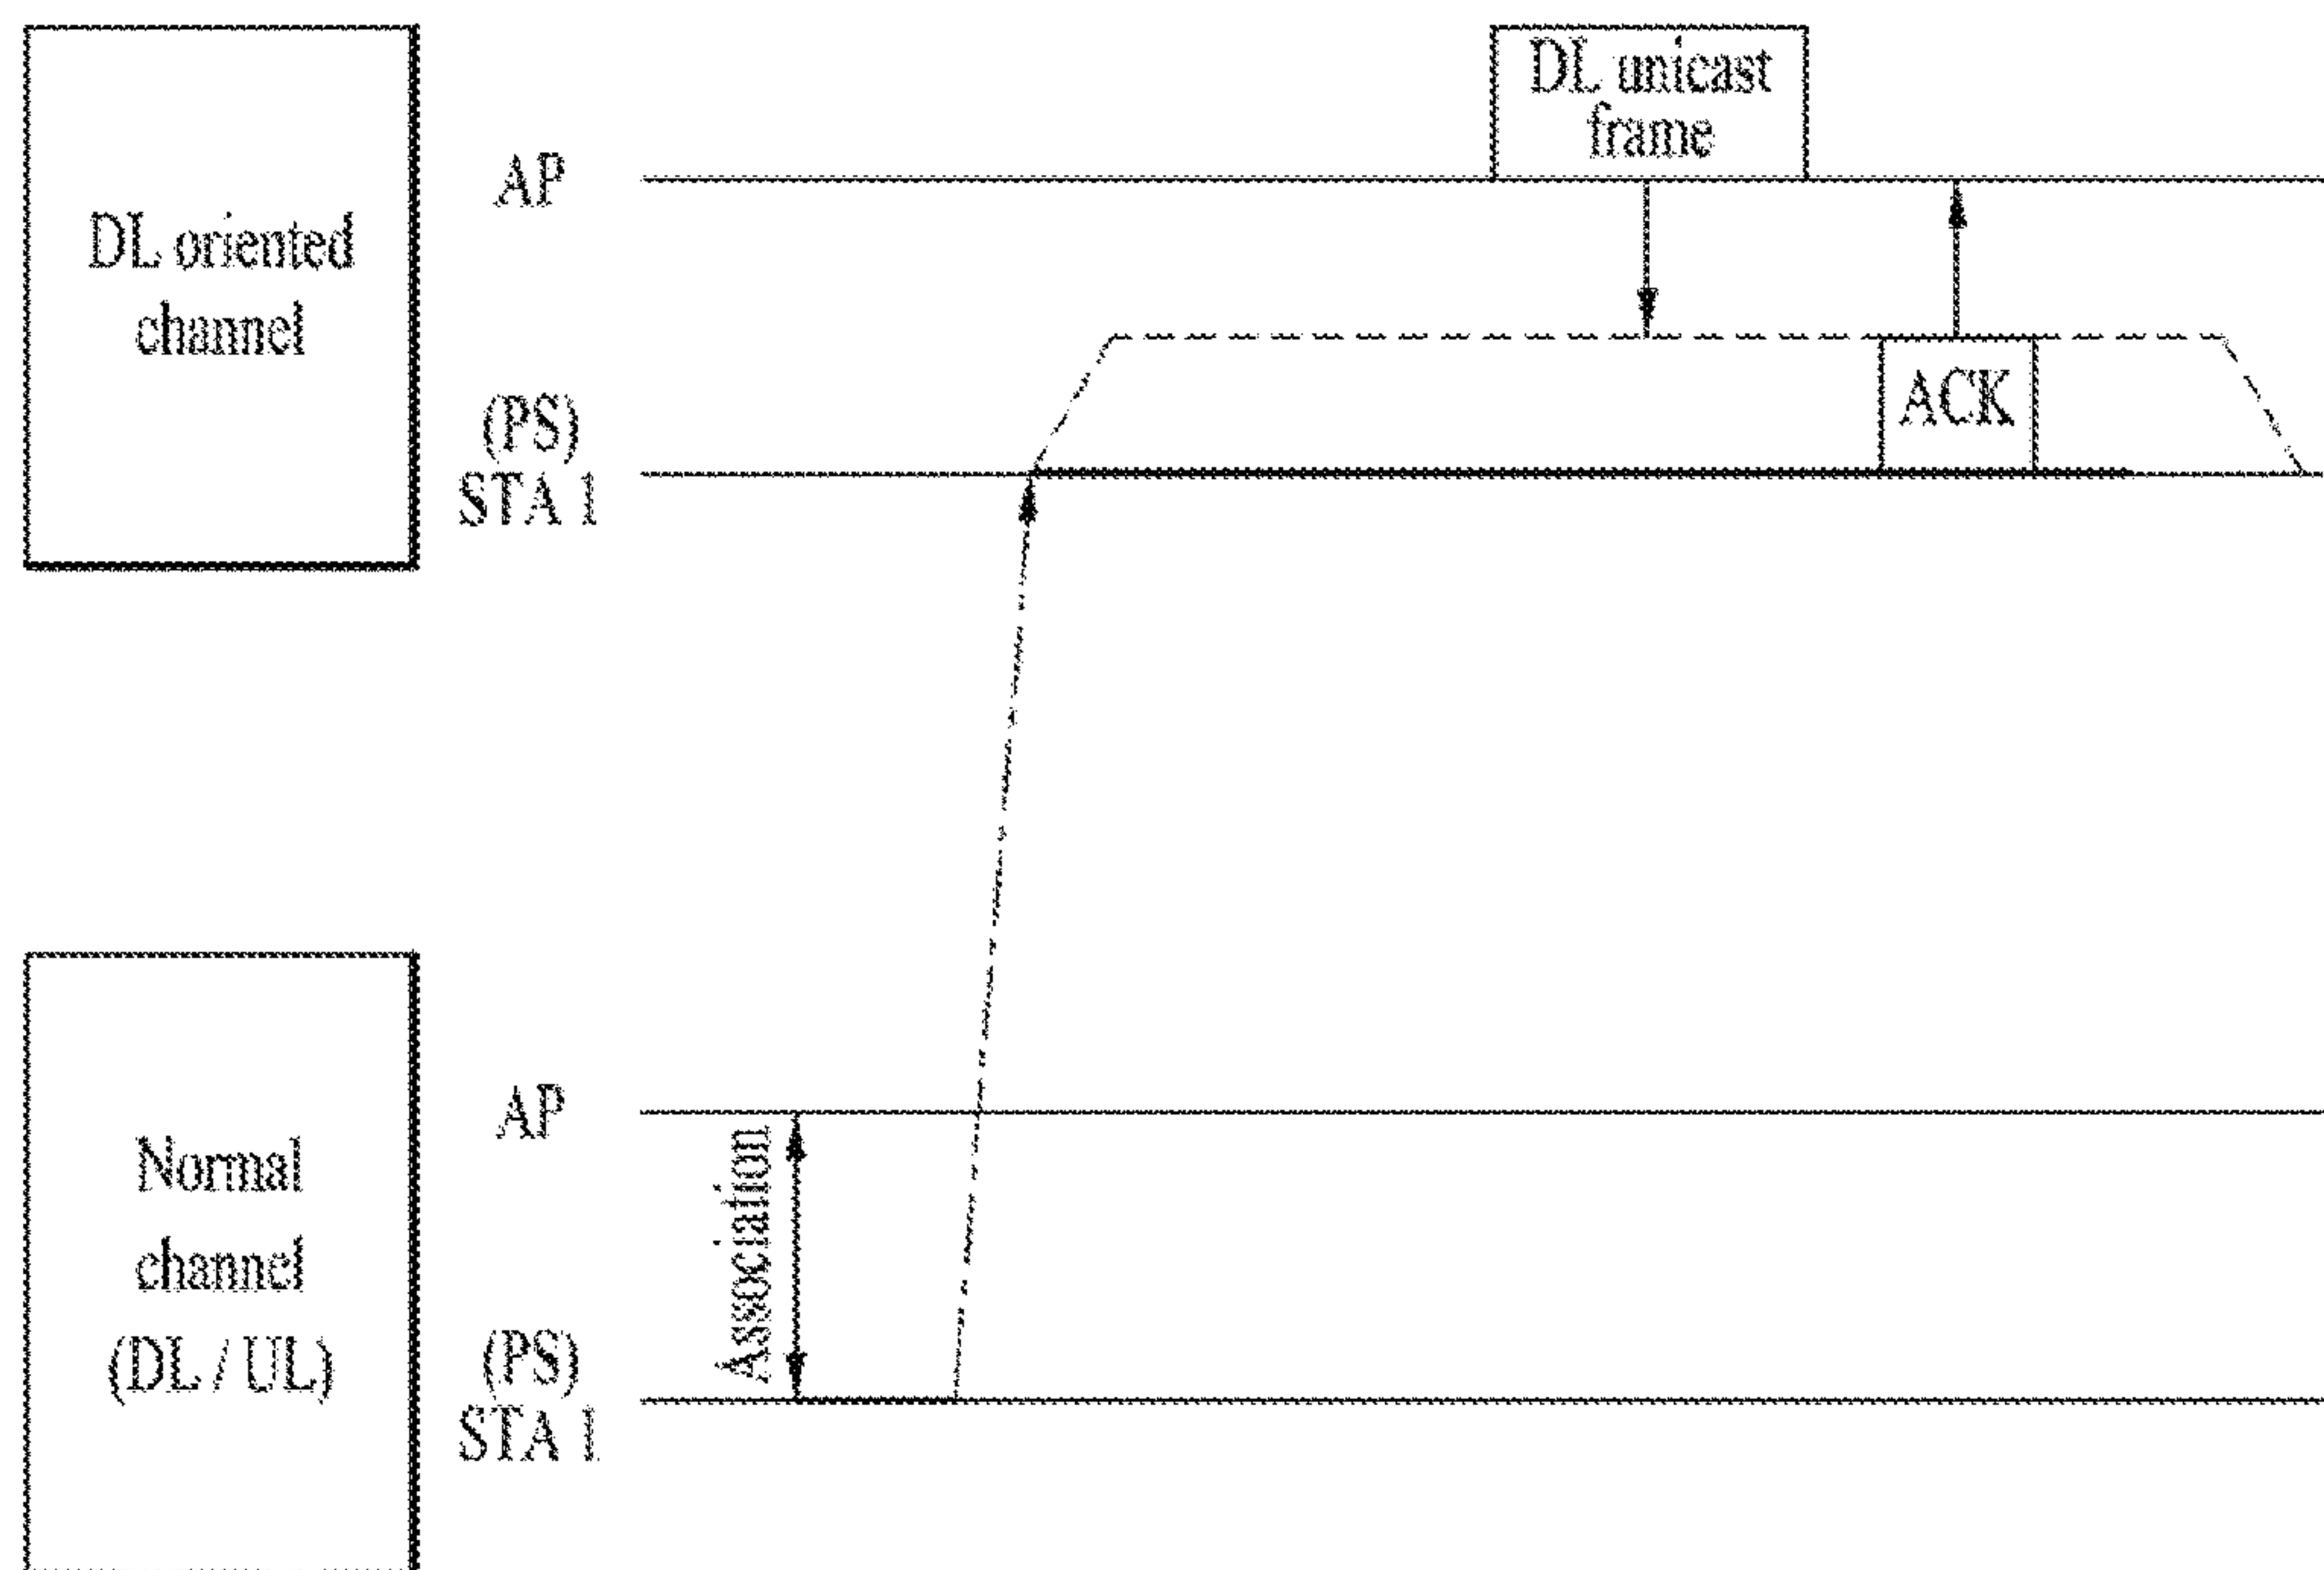 DL unicast
frame
AP
DL oriented
channel
(PS)
STA 1
ACK
AP
Association
Normal
channel
(DL / UL)
(PS)
STA 1